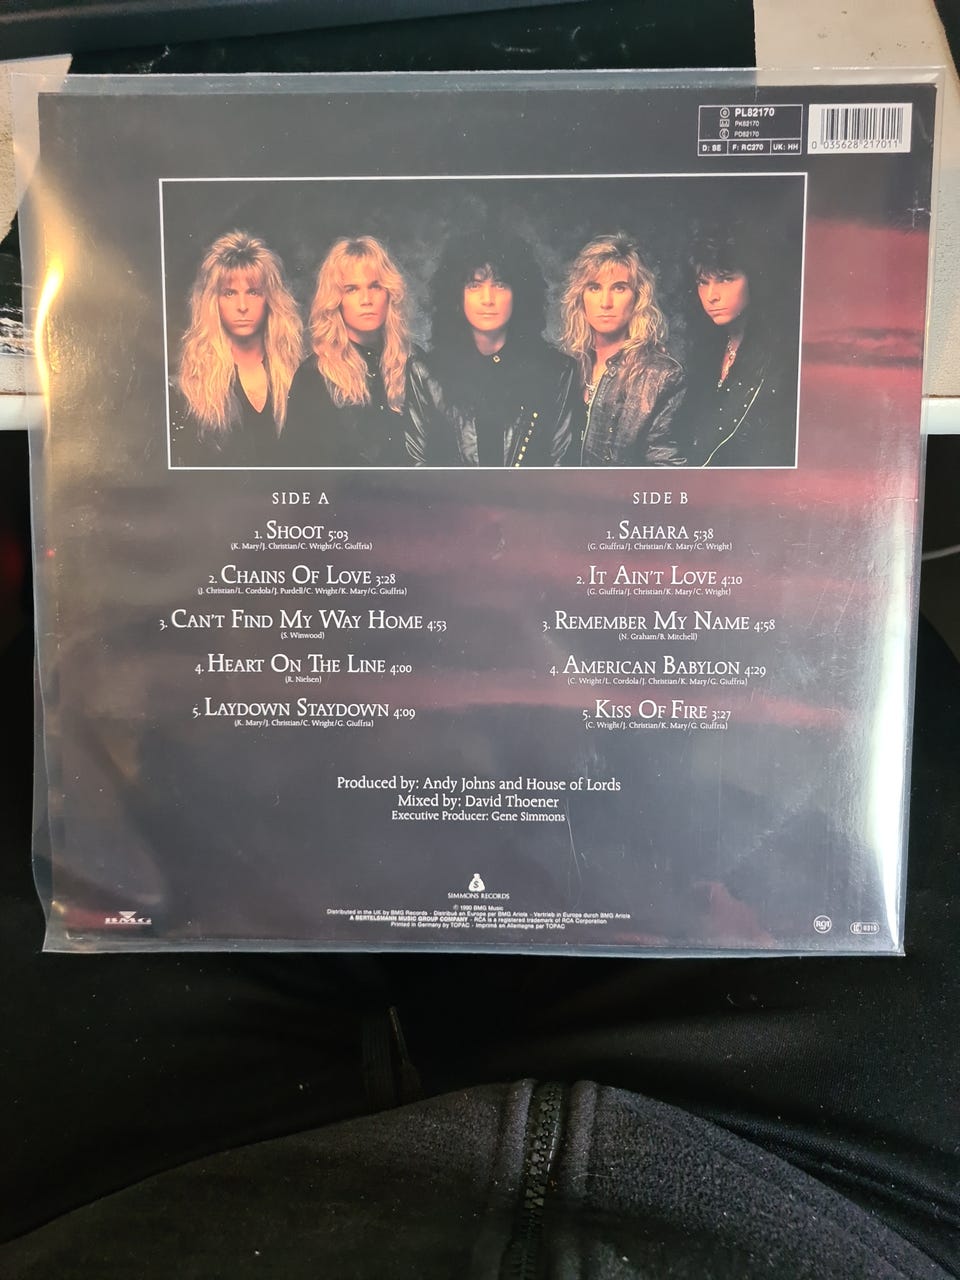 PL82170
PK82170
PD82170
D: SE F: RC270 UK: HH
0 035628 217011
SIDE A
1. SHOOT 5:03
(K. Mary/J. Christian/C. Wright/G. Giuffria)
2. CHAINS OF LOVE 3:28
(J. Christian/L. Cordola/J. Purdell/C. Wright/K. Mary/G. Giuffria)
3. CAN'T FIND MY WAY HOME 4:53
(S. Winwood)
4. HEART ON THE LINE 4:00
(R. Nielsen)
5. LAYDOWN STAYDOWN 4:09
(K. Mary/J. Christian/C. Wright/G. Giuffria)
SIDE B
1. SAHARA 5:38
(G. Giuffria/J. Christian/K. Mary/C. Wright)
2. IT AIN'T LOVE 4:10
(G. Giuffria/J. Christian/K. Mary/C. Wright)
3. REMEMBER MY NAME 4:58
(N. Graham/B. Mitchell)
4. AMERICAN BABYLON 4:29
(C. Wright/L. Cordola/J. Christian/K. Mary/G. Giuffria)
5. KISS OF FIRE 3:27
(C. Wright/J. Christian/K. Mary/G. Giuffria)
Produced by: Andy Johns and House of Lords
Mixed by: David Thoener
Executive Producer: Gene Simmons
$
SIMMONS RECORDS
℗ 1990 BMG Music
Distributed in the UK by BMG Records - Distribué en Europe par BMG Ariola - Vertrieb in Europa durch BMG Ariola
A BERTELSMANN MUSIC GROUP COMPANY - RCA is a registered trademark of RCA Corporation
Printed in Germany by TOPAC - Imprimé en Allemagne par TOPAC
BMG
RCA
LC 0316